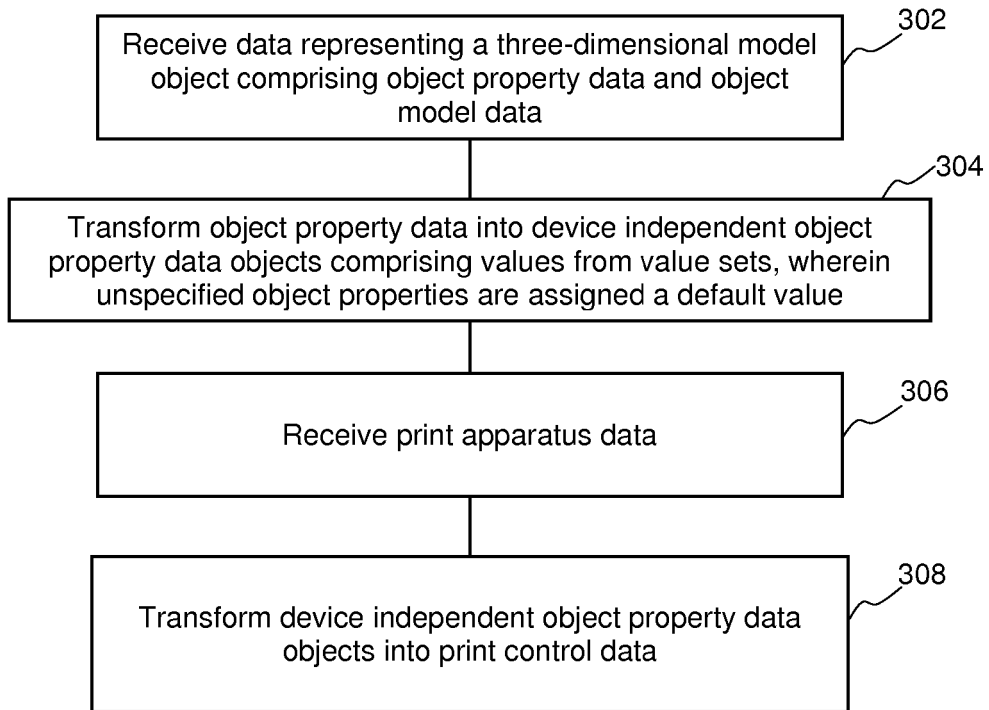 302
Receive data representing a three-dimensional model
object comprising object property data and object
model data
304
Transform object property data into device independent object
property data objects comprising values from value sets, wherein
unspecified object properties are assigned a default value
306
Receive print apparatus data
308
Transform device independent object property data
objects into print control data